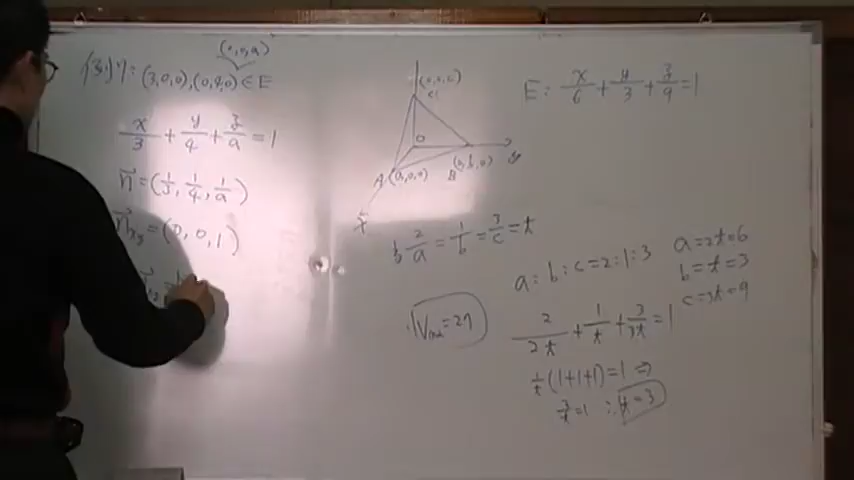 (0,0,a)
(3,0,0),(0,4,0)∈E
x/3+y/4+z/a=1
n⃗=(1/3,1/4,1/a)
=(0,0,1)
(0,0,c)
C
O
A(a,0,0)
B
(0,b,0)
y
x
2/a=1/b=3/c=t
Vmin=27
E: x/6+y/3+z/9=1
a:b:c=2:1:3
2/2t+1/t+3/3t=1
1/t(1+1+1)=1⇒
3/t=1 ∴t=3
a=2t=6
b=t=3
c=3t=9